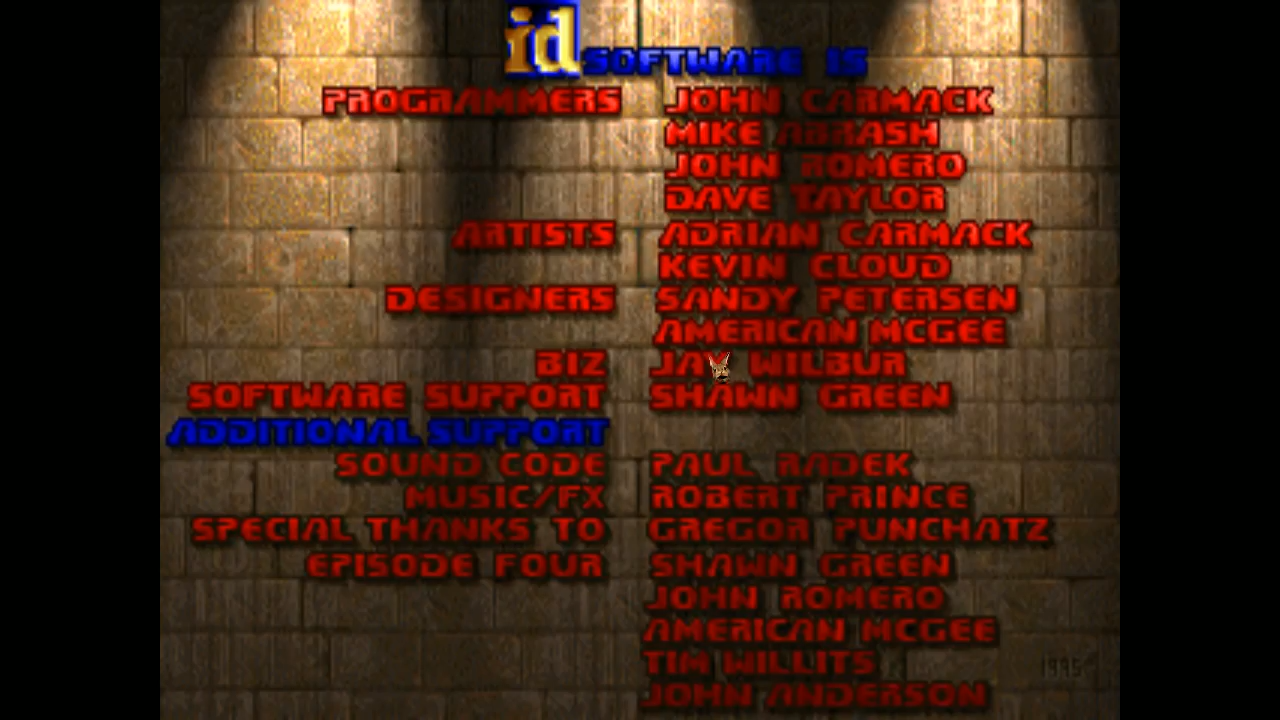 id SOFTWARE IS
PROGRAMMERS JOHN CARMACK
MIKE ABRASH
JOHN ROMERO
DAVE TAYLOR
ARTISTS ADRIAN CARMACK
KEVIN CLOUD
DESIGNERS SANDY PETERSEN
AMERICAN MCGEE
BIZ JAY WILBUR
SOFTWARE SUPPORT SHAWN GREEN
ADDITIONAL SUPPORT
SOUND CODE PAUL RADEK
MUSIC/FX ROBERT PRINCE
SPECIAL THANKS TO GREGOR PUNCHATZ
EPISODE FOUR SHAWN GREEN
JOHN ROMERO
AMERICAN MCGEE
TIM WILLITS
1995
JOHN ANDERSON